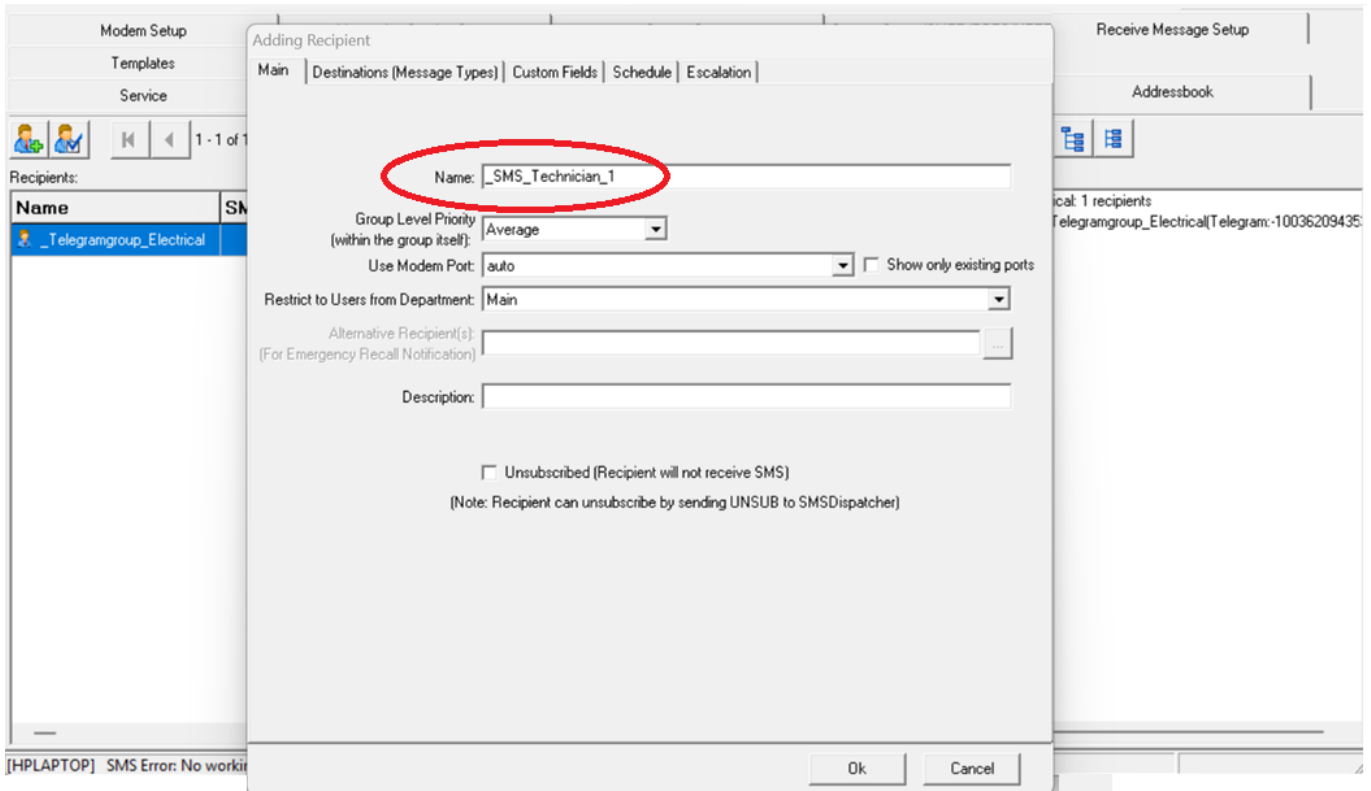 Modem Setup
Receive Message Setup
Templates
Service
Addressbook
1 - 1 of 1
Recipients:
Name SM
_Telegramgroup_Electrical
Adding Recipient
Main Destinations (Message Types) Custom Fields Schedule Escalation
Name: _SMS_Technician_1
Group Level Priority
(within the group itself): Average
Use Modem Port: auto Show only existing ports
Restrict to Users from Department: Main
Alternative Recipient(s):
(For Emergency Recall Notification) ...
Description:
Unsubscribed (Recipient will not receive SMS)
(Note: Recipient can unsubscribe by sending UNSUB to SMSDispatcher)
Ok Cancel
ical: 1 recipients
Telegramgroup_Electrical(Telegram:-10036209435
[HPLAPTOP] SMS Error: No workin